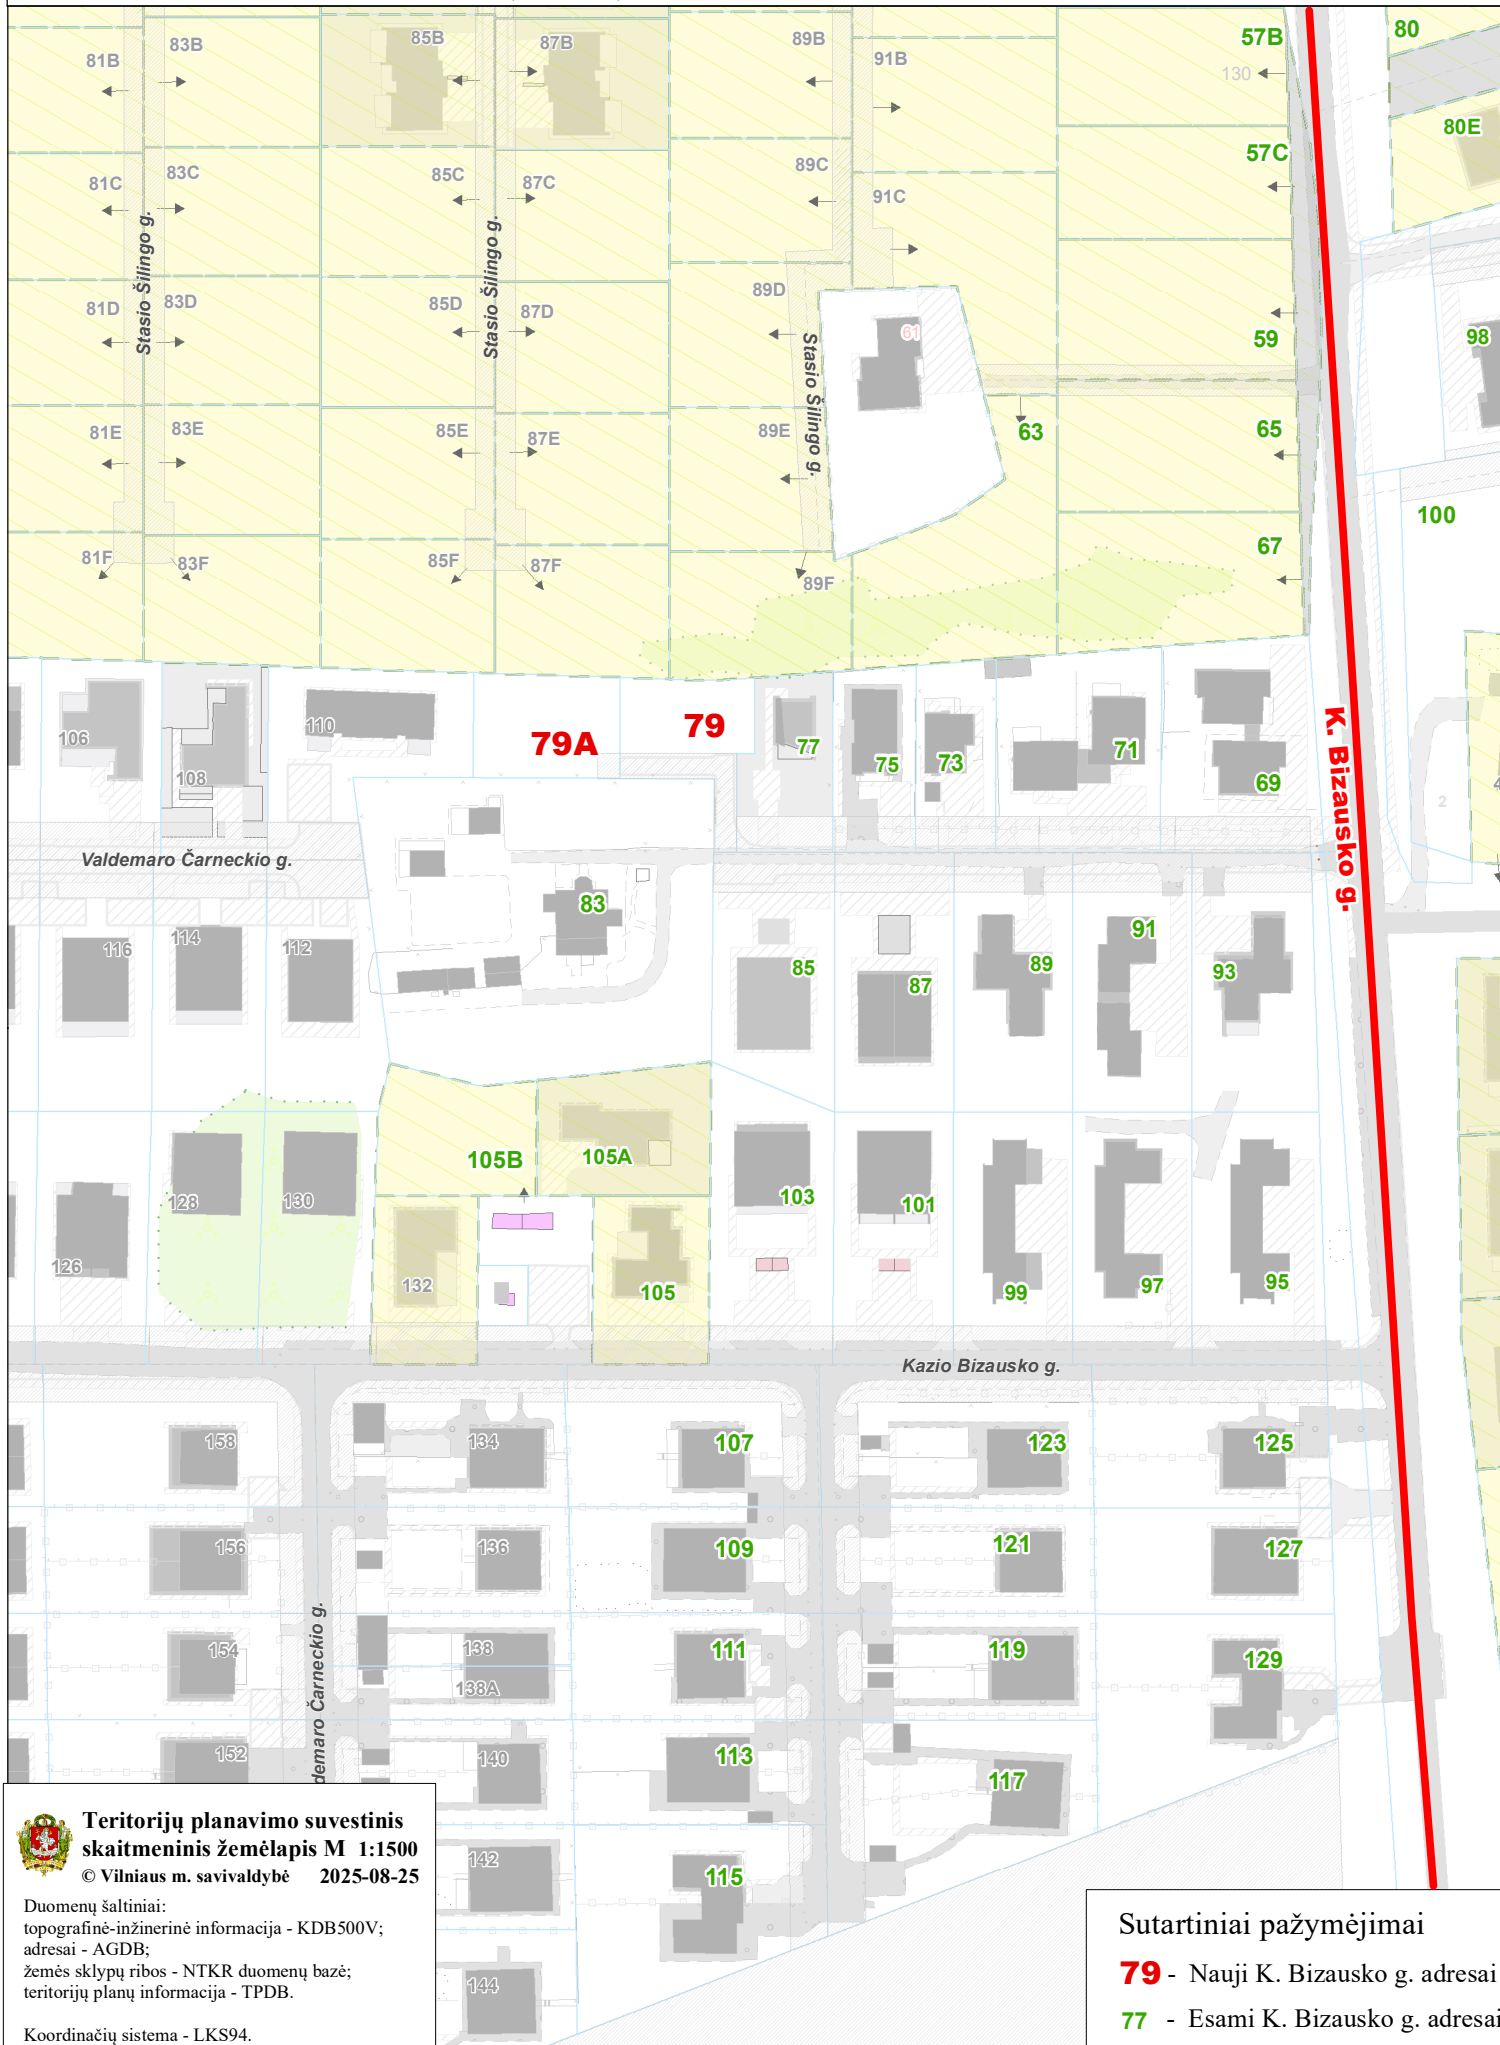 81B
83B
85B
87B
89B
91B
57B
130
80
80E
57C
81C
83C
85C
87C
89C
91C
Stasio Šilingo g.
Stasio Šilingo g.
81D
83D
85D
87D
89D
Stasio Šilingo g.
61
59
98
81E
83E
85E
87E
89E
63
65
100
81F
83F
85F
87F
89F
67
106
108
110
79A
79
77
75
73
71
69
K. Bizausko g.
2
4
Valdemaro Čarneckio g.
83
116
114
112
85
87
89
91
93
105B
105A
128
130
103
101
126
132
105
99
97
95
Kazio Bizausko g.
158
134
107
123
125
156
136
109
121
127
154
138
138A
111
119
129
demaro Čarneckio g.
152
140
113
117
142
115
144
Teritorijų planavimo suvestinis
skaitmeninis žemėlapis M 1:1500
© Vilniaus m. savivaldybė 2025-08-25
Duomenų šaltiniai:
topografinė-inžinerinė informacija - KDB500V;
adresai - AGDB;
žemės sklypų ribos - NTKR duomenų bazė;
teritorijų planų informacija - TPDB.
Koordinačių sistema - LKS94.
Sutartiniai pažymėjimai
79 - Nauji K. Bizausko g. adresai
77 - Esami K. Bizausko g. adresai